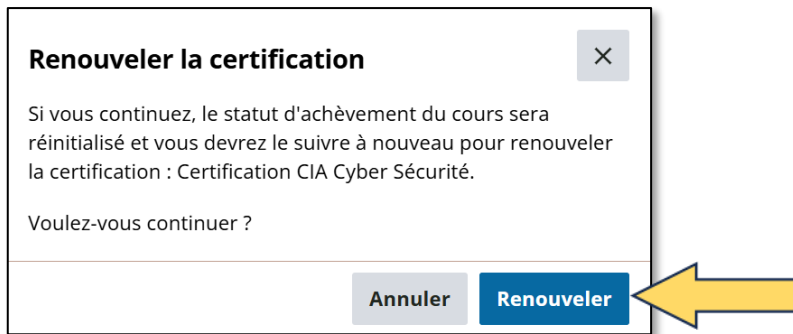 Renouveler la certification
Si vous continuez, le statut d'achèvement du cours sera
réinitialisé et vous devrez le suivre à nouveau pour renouveler
la certification : Certification CIA Cyber Sécurité.
Voulez-vous continuer ?
Annuler
Renouveler